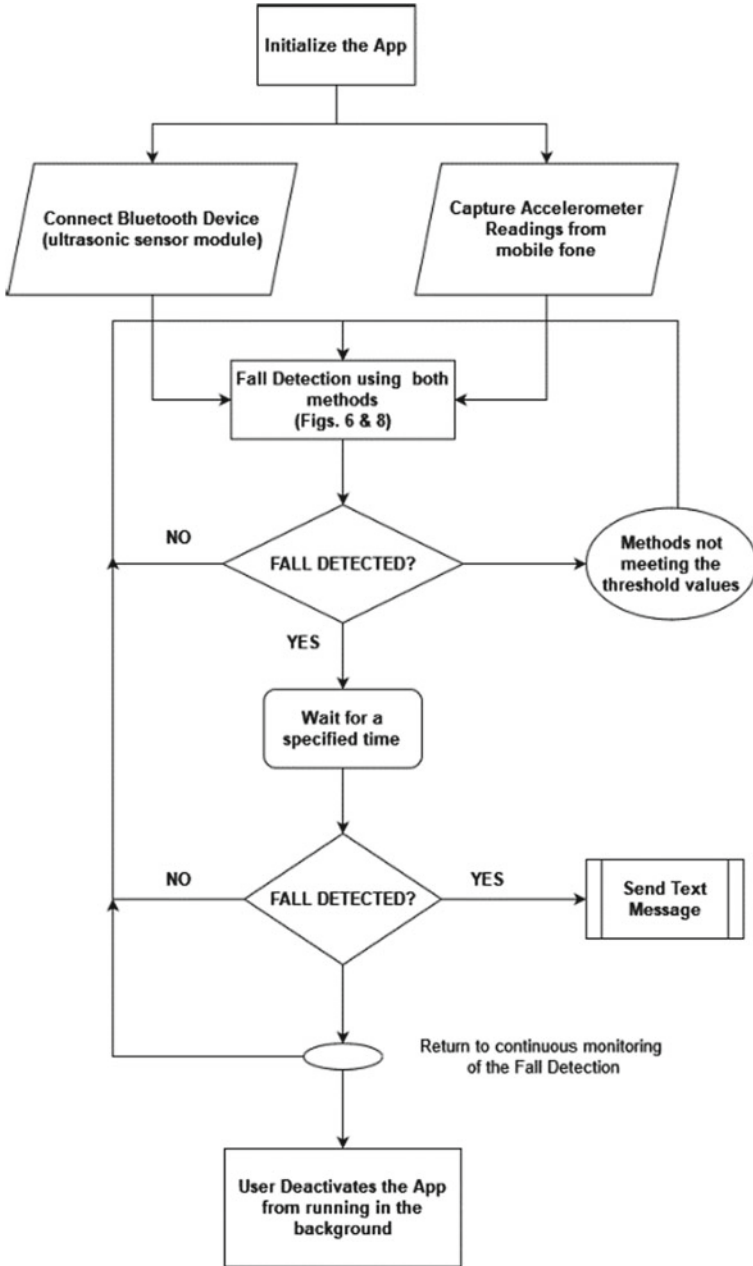 Initialize the App
Connect Bluetooth Device
(ultrasonic sensor module)
Capture Accelerometer
Readings from
mobile fone
Fall Detection using both
methods
(Figs. 6 & 8)
NO
FALL DETECTED?
Methods not
meeting the
threshold values
YES
Wait for a
specified time
NO
FALL DETECTED?
YES
Send Text
Message
Return to continuous monitoring
of the Fall Detection
User Deactivates the App
from running in the
background